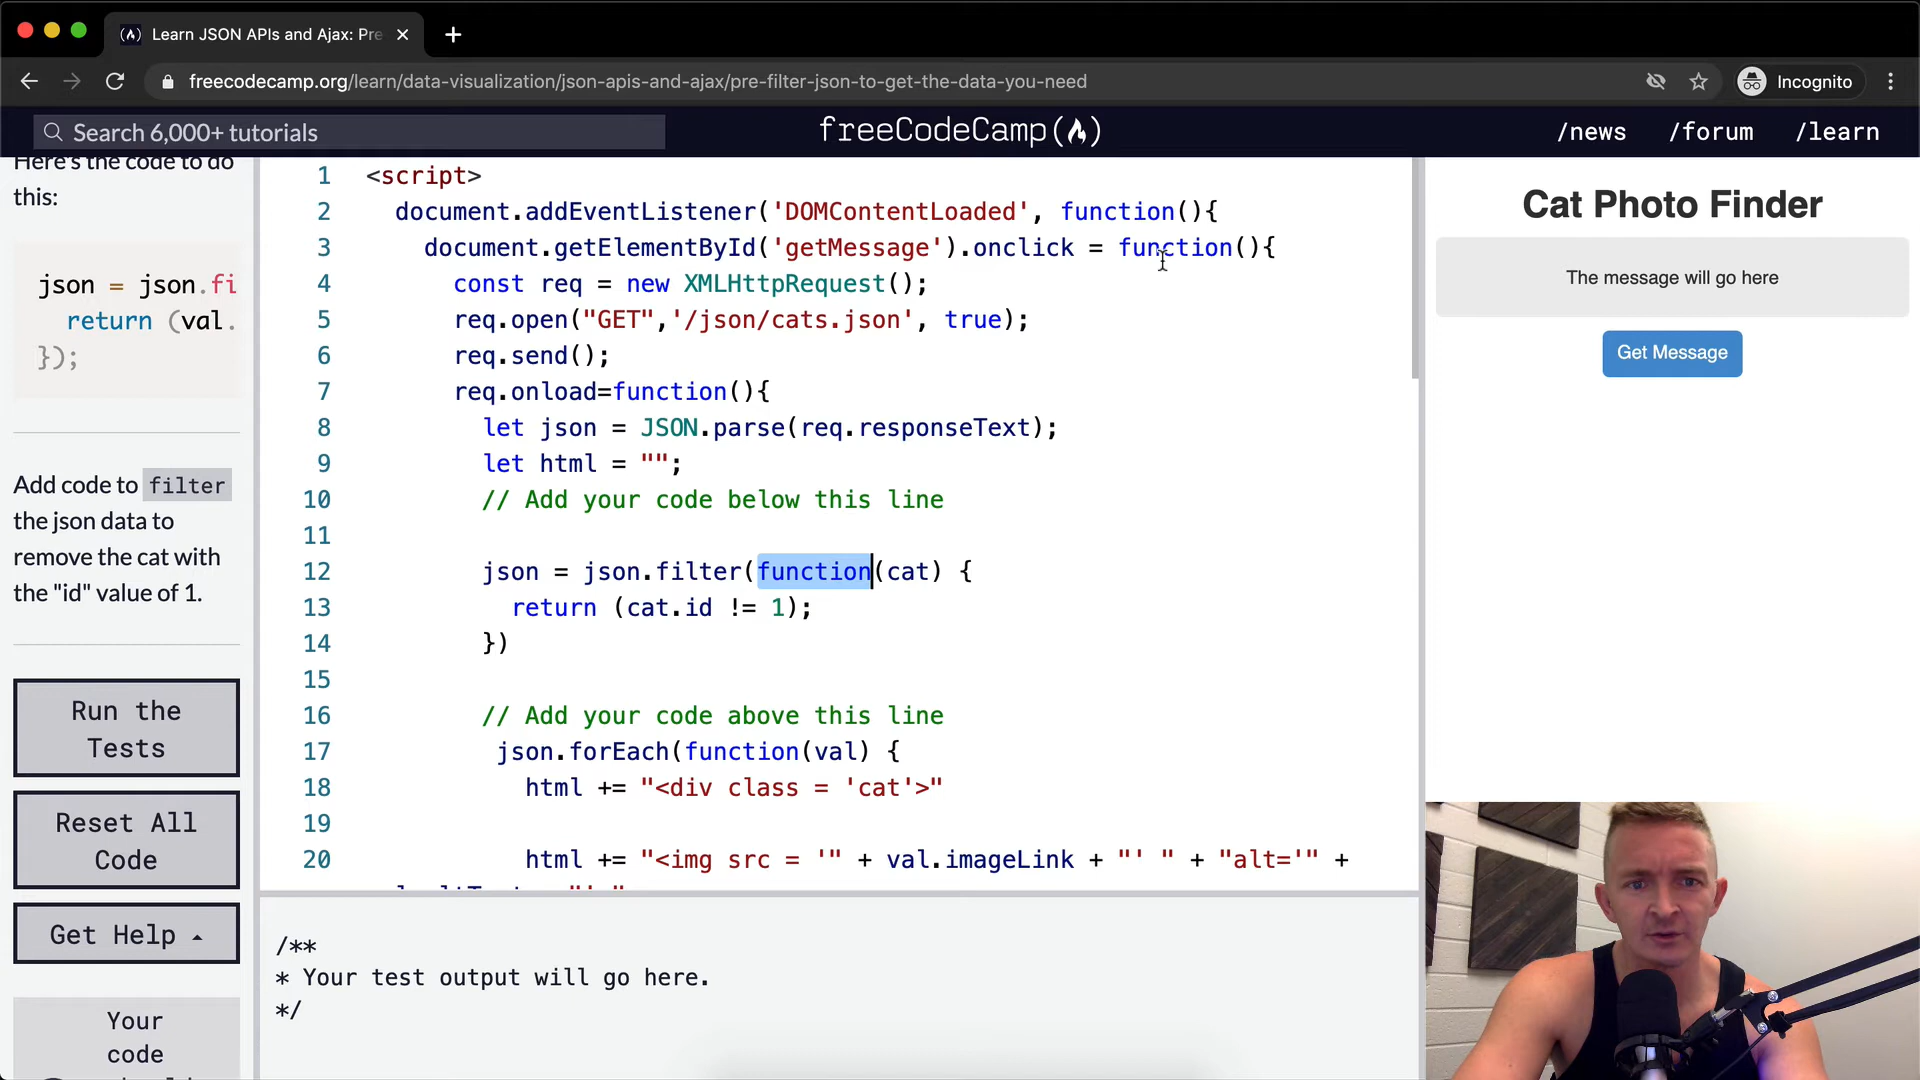 Learn JSON APIs and Ajax: Pre
freecodecamp.org/learn/data-visualization/json-apis-and-ajax/pre-filter-json-to-get-the-data-you-need
Incognito
Search 6,000+ tutorials
freeCodeCamp(🔥)
/news /forum /learn
Here's the code to do
this:
json = json.fi
return (val.
});
Add code to filter
the json data to
remove the cat with
the "id" value of 1.
Run the
Tests
Reset All
Code
Get Help
Your
code
1 <script>
2 document.addEventListener('DOMContentLoaded', function(){
3 document.getElementById('getMessage').onclick = function(){
4 const req = new XMLHttpRequest();
5 req.open("GET",'/json/cats.json', true);
6 req.send();
7 req.onload=function(){
8 let json = JSON.parse(req.responseText);
9 let html = "";
10 // Add your code below this line
11
12 json = json.filter(function(cat) {
13 return (cat.id != 1);
14 })
15
16 // Add your code above this line
17 json.forEach(function(val) {
18 html += "<div class = 'cat'>"
19
20 html += "<img src = '" + val.imageLink + "' " + "alt='" +
/**
* Your test output will go here.
*/
Cat Photo Finder
The message will go here
Get Message